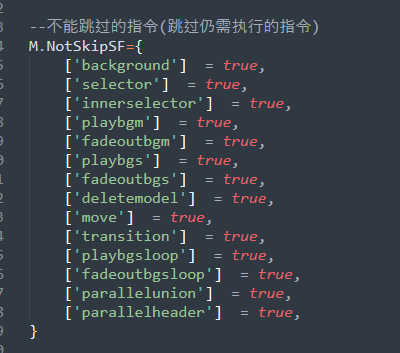 --不能跳过的指令(跳过仍需执行的指令)
M.NotSkipSF={
['background'] = true,
['selector'] = true,
['innerselector'] = true,
['playbgm'] = true,
['fadeoutbgm'] = true,
['playbgs'] = true,
['fadeoutbgs'] = true,
['deletemodel'] = true,
['move'] = true,
['transition'] = true,
['playbgsloop'] = true,
['fadeoutbgsloop'] = true,
['parallelunion'] = true,
['parallelheader'] = true,
}